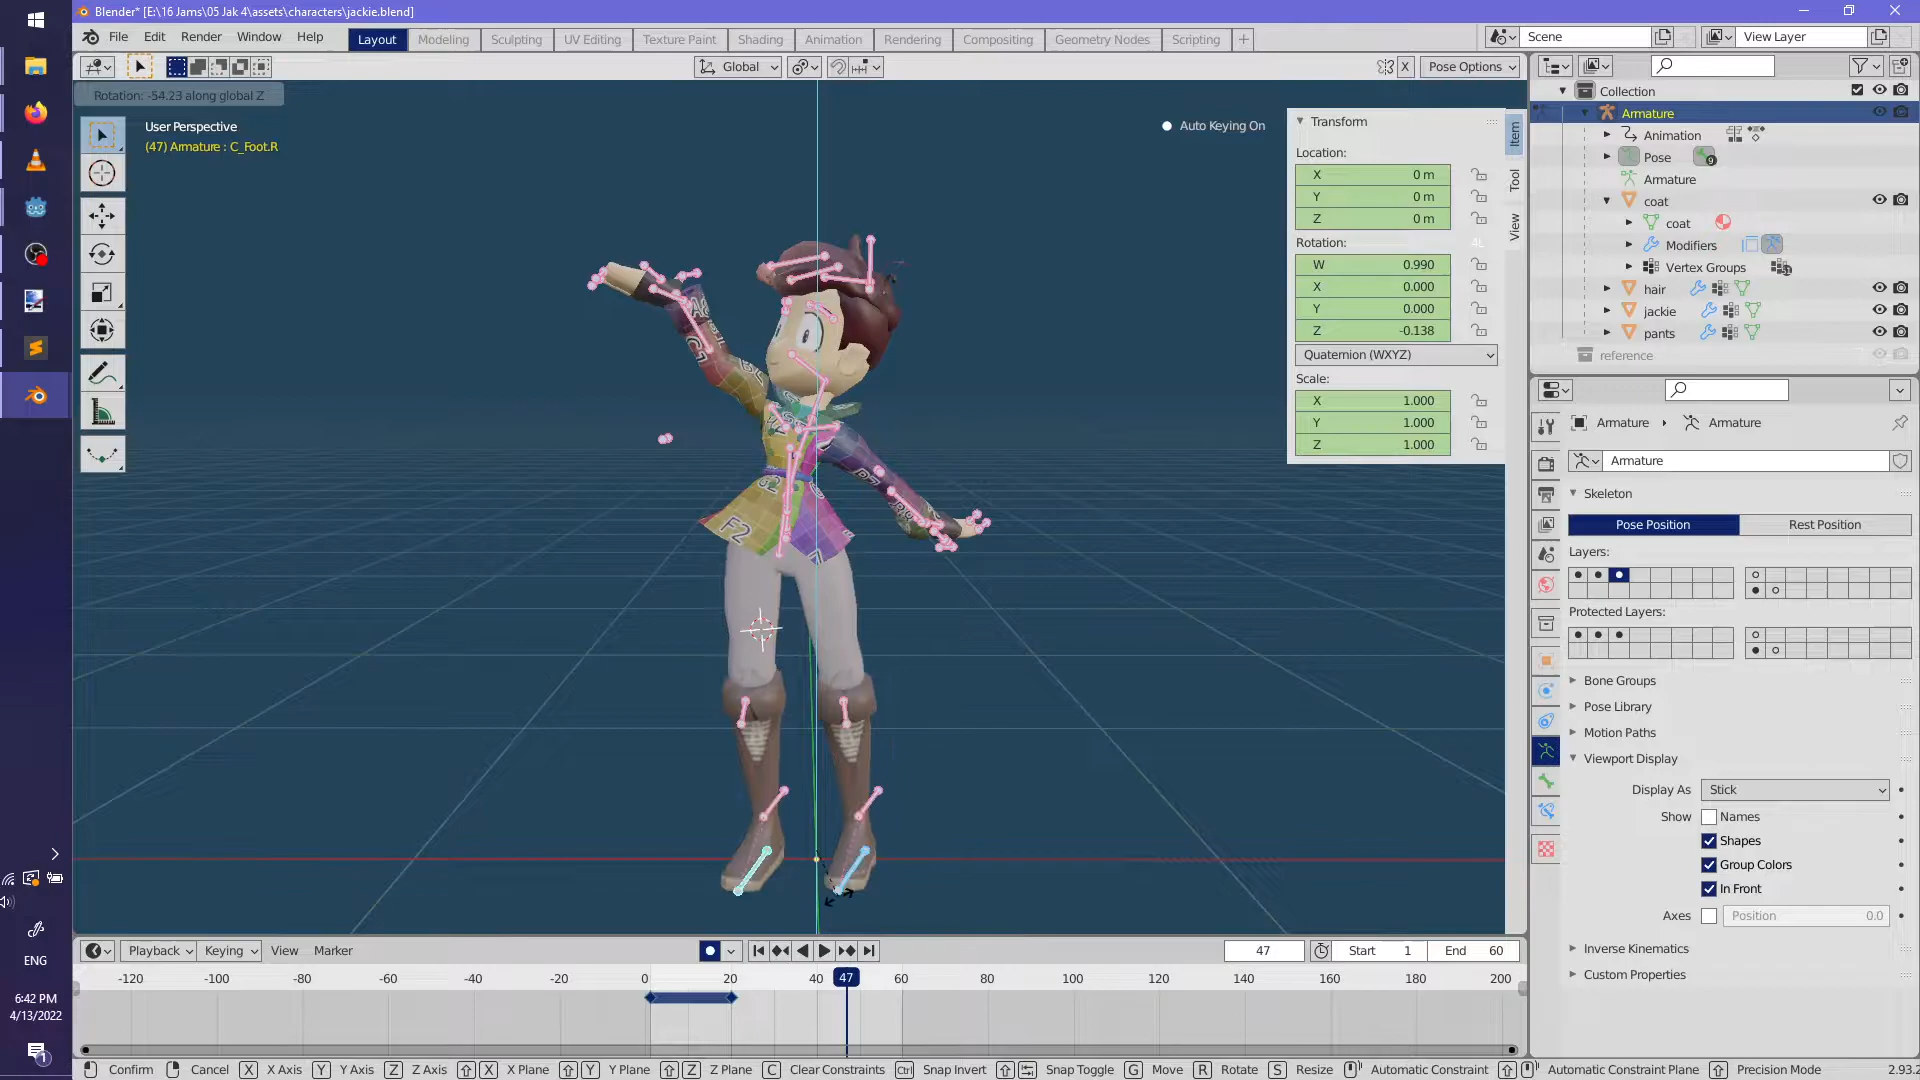 Blender* [E:\16 Jams\05 Jak 4\assets\characters\jackie.blend]
File Edit Render Window Help
Layout Modeling Sculpting UV Editing Texture Paint Shading Animation Rendering Compositing Geometry Nodes Scripting +
Scene View Layer
Global X Pose Options
Rotation: -54.23 along global Z
User Perspective
(47) Armature : C_Foot.R
Auto Keying On
Transform
Location:
X 0 m
Y 0 m
Z 0 m
Rotation: 4L
W 0.990
X 0.000
Y 0.000
Z -0.138
Quaternion (WXYZ)
Scale:
X 1.000
Y 1.000
Z 1.000
Item
Tool
View
Collection
Armature
Animation
Pose 9
Armature
coat
coat
Modifiers
Vertex Groups
hair
jackie
pants
reference
Armature Armature
Armature
Skeleton
Pose Position Rest Position
Layers:
Protected Layers:
Bone Groups
Pose Library
Motion Paths
Viewport Display
Display As Stick
Show Names
Shapes
Group Colors
In Front
Axes Position 0.0
Inverse Kinematics
Custom Properties
F2
Playback Keying View Marker
47 Start 1 End 60
-120 -100 -80 -60 -40 -20 0 20 40 47 60 80 100 120 140 160 180 200
Confirm Cancel X X Axis Y Y Axis Z Z Axis X X Plane Y Y Plane Z Z Plane C Clear Constraints Ctrl Snap Invert Snap Toggle G Move R Rotate S Resize Automatic Constraint Automatic Constraint Plane Precision Mode 2.93.2
ENG
6:42 PM
4/13/2022
1